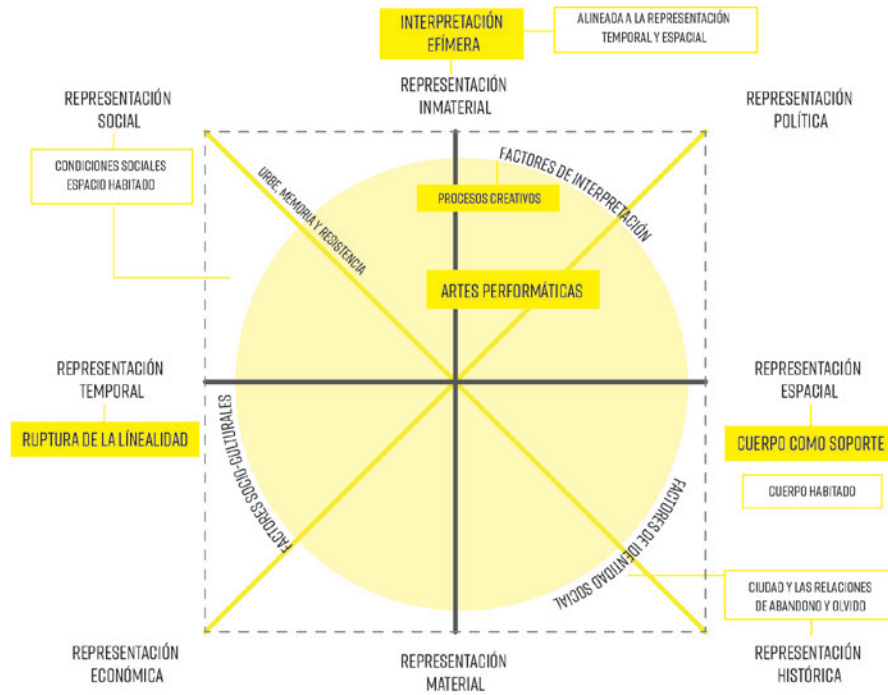 INTERPRETACIÓN
EFÍMERA
ALINEADA A LA REPRESENTACIÓN
TEMPORAL Y ESPACIAL
REPRESENTACIÓN
SOCIAL
REPRESENTACIÓN
INMATERIAL
REPRESENTACIÓN
POLÍTICA
CONDICIONES SOCIALES
ESPACIO HABITADO
URBE, MEMORIA Y RESISTENCIA
FACTORES DE INTERPRETACIÓN
PROCESOS CREATIVOS
ARTES PERFORMÁTICAS
REPRESENTACIÓN
TEMPORAL
RUPTURA DE LA LÍNEALIDAD
REPRESENTACIÓN
ESPACIAL
CUERPO COMO SOPORTE
CUERPO HABITADO
FACTORES SOCIO-CULTURALES
FACTORES DE IDENTIDAD SOCIAL
CIUDAD Y LAS RELACIONES
DE ABANDONO Y OLVIDO
REPRESENTACIÓN
ECONÓMICA
REPRESENTACIÓN
MATERIAL
REPRESENTACIÓN
HISTÓRICA